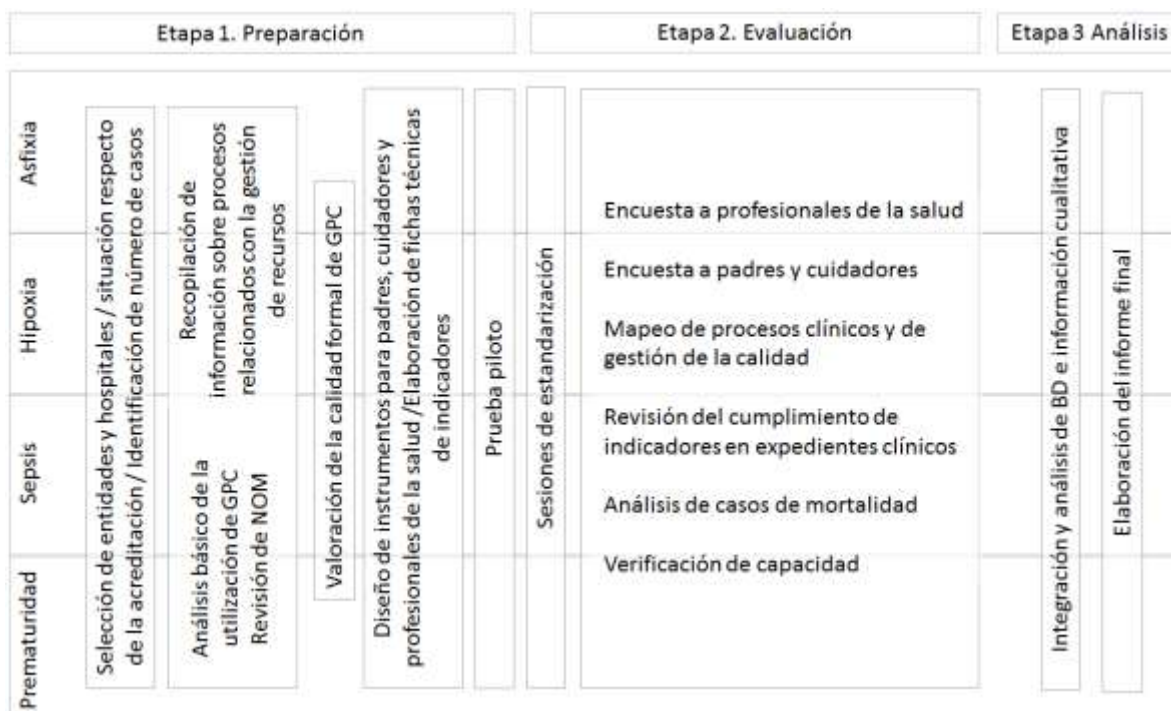 Etapa 1. Preparación
Etapa 2. Evaluación
Etapa 3 Análisis
Asfixia
Hipoxia
Sepsis
Prematuridad
Selección de entidades y hospitales / situación respecto
de la acreditación / Identificación de número de casos
Recopilación de
información sobre procesos
relacionados con la gestión
de recursos
Análisis básico de la
utilización de GPC
Revisión de NOM
Valoración de la calidad formal de GPC
Diseño de instrumentos para padres, cuidadores y
profesionales de la salud /Elaboración de fichas técnicas
de indicadores
Prueba piloto
Sesiones de estandarización
Encuesta a profesionales de la salud
Encuesta a padres y cuidadores
Mapeo de procesos clínicos y de
gestión de la calidad
Revisión del cumplimiento de
indicadores en expedientes clínicos
Análisis de casos de mortalidad
Verificación de capacidad
Integración y análisis de BD e información cualitativa
Elaboración del informe final